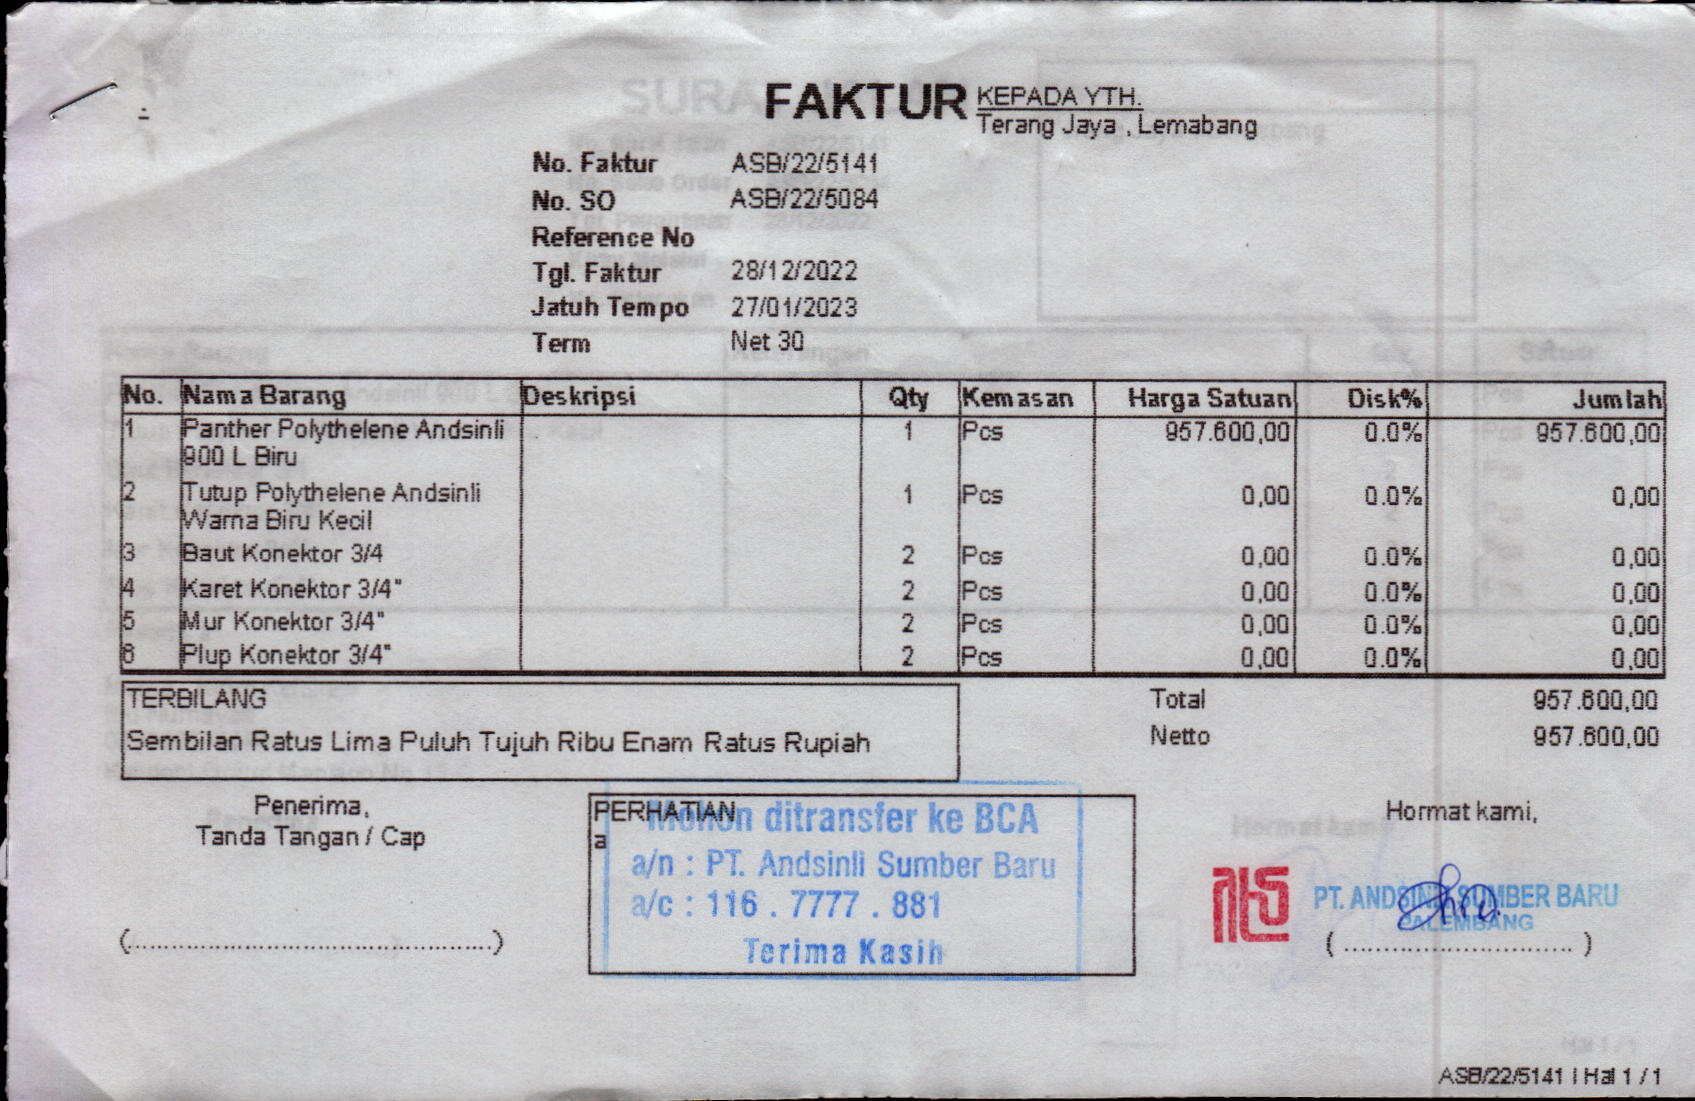 FAKTUR
KEPADA YTH.
Terang Jaya , Lemabang
No. Faktur ASB/22/5141
No. SO ASB/22/5084
Reference No
Tgl. Faktur 28/12/2022
Jatuh Tempo 27/01/2023
Term Net 30
No. Nama Barang Deskripsi Qty Kemasan Harga Satuan Disk% Jumlah
1 Panther Polythelene Andsinli 1 Pcs 957.600,00 0.0% 957.600,00
900 L Biru
2 Tutup Polythelene Andsinli 1 Pcs 0,00 0.0% 0,00
Warna Biru Kecil
3 Baut Konektor 3/4 2 Pcs 0,00 0.0% 0,00
4 Karet Konektor 3/4" 2 Pcs 0,00 0.0% 0,00
5 Mur Konektor 3/4" 2 Pcs 0,00 0.0% 0,00
6 Plup Konektor 3/4" 2 Pcs 0,00 0.0% 0,00
TERBILANG
Sembilan Ratus Lima Puluh Tujuh Ribu Enam Ratus Rupiah
Total 957.600,00
Netto 957.600,00
Penerima,
Tanda Tangan / Cap
(..................................................)
PERHATIAN
a
Mohon ditransfer ke BCA
a/n : PT. Andsinli Sumber Baru
a/c : 116 . 7777 . 881
Terima Kasih
Hormat kami,
PT. ANDSINLI SUMBER BARU
PALEMBANG
( ............................. )
ASB/22/5141 | Hal 1 / 1